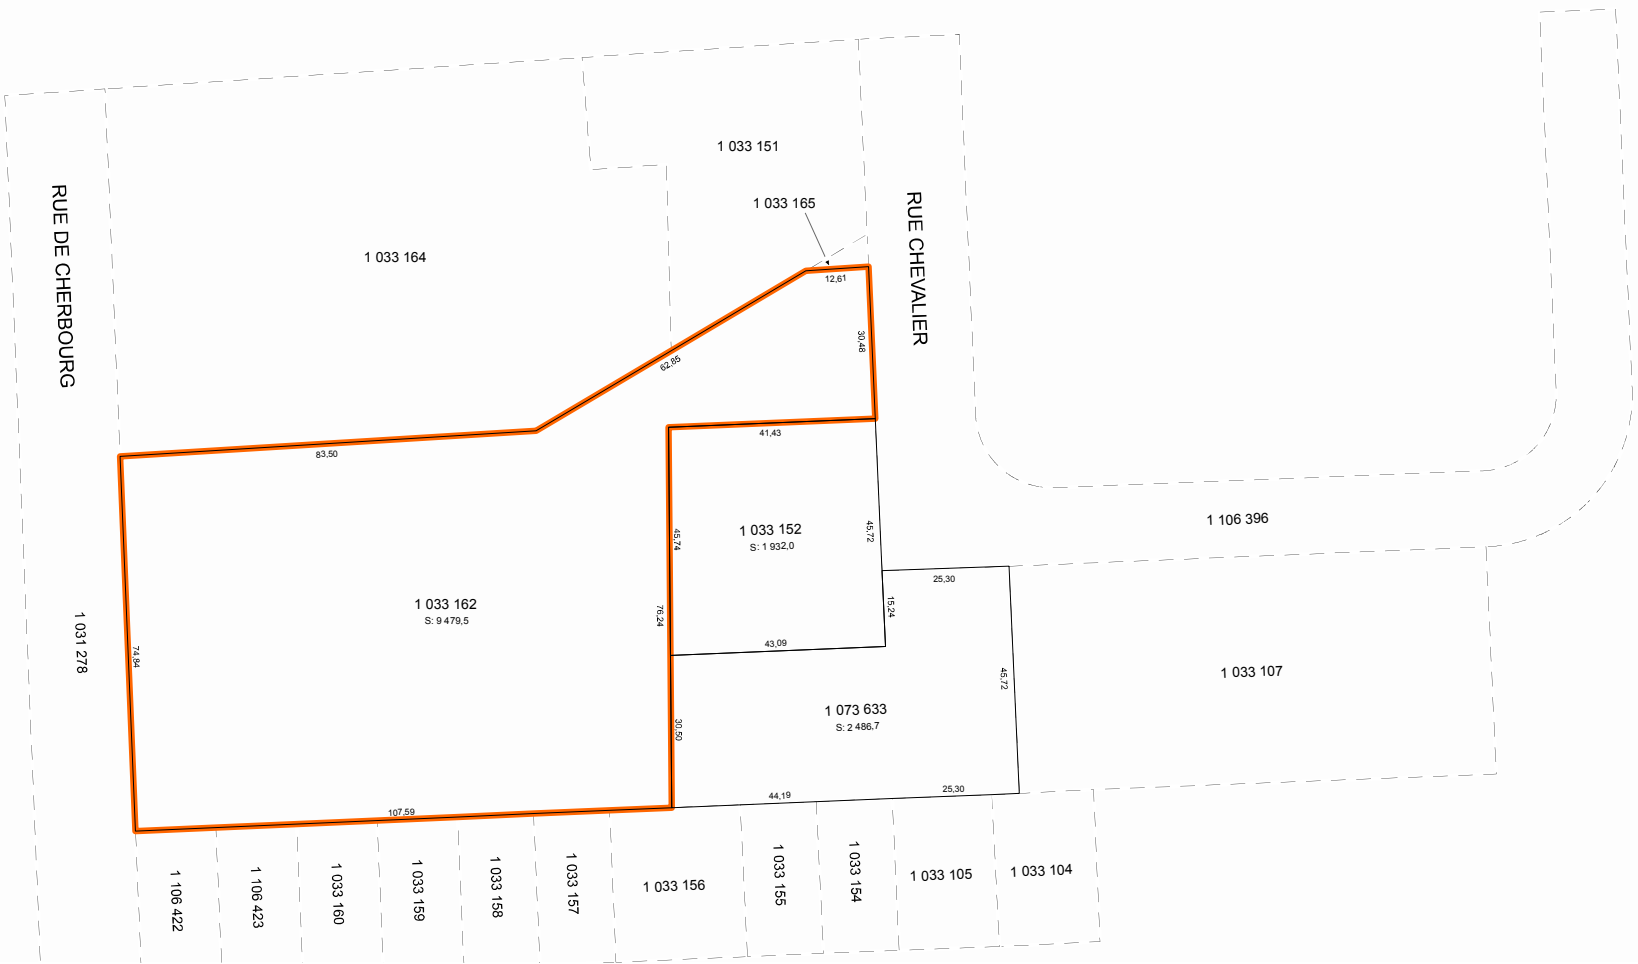 1 033 151
1 033 165
RUE DE CHERBOURG
RUE CHEVALIER
1 033 164
12,61
30,48
62,85
41,43
83,50
1 106 396
1 033 152
S: 1 932,0
45,74
45,72
25,30
15,24
1 033 162
S: 9 479,5
76,24
1 031 278
74,84
43,09
45,72
1 033 107
1 073 633
S: 2 486,7
30,50
44,19
25,30
107,59
1 106 422
1 106 423
1 033 160
1 033 159
1 033 158
1 033 157
1 033 156
1 033 155
1 033 154
1 033 105
1 033 104